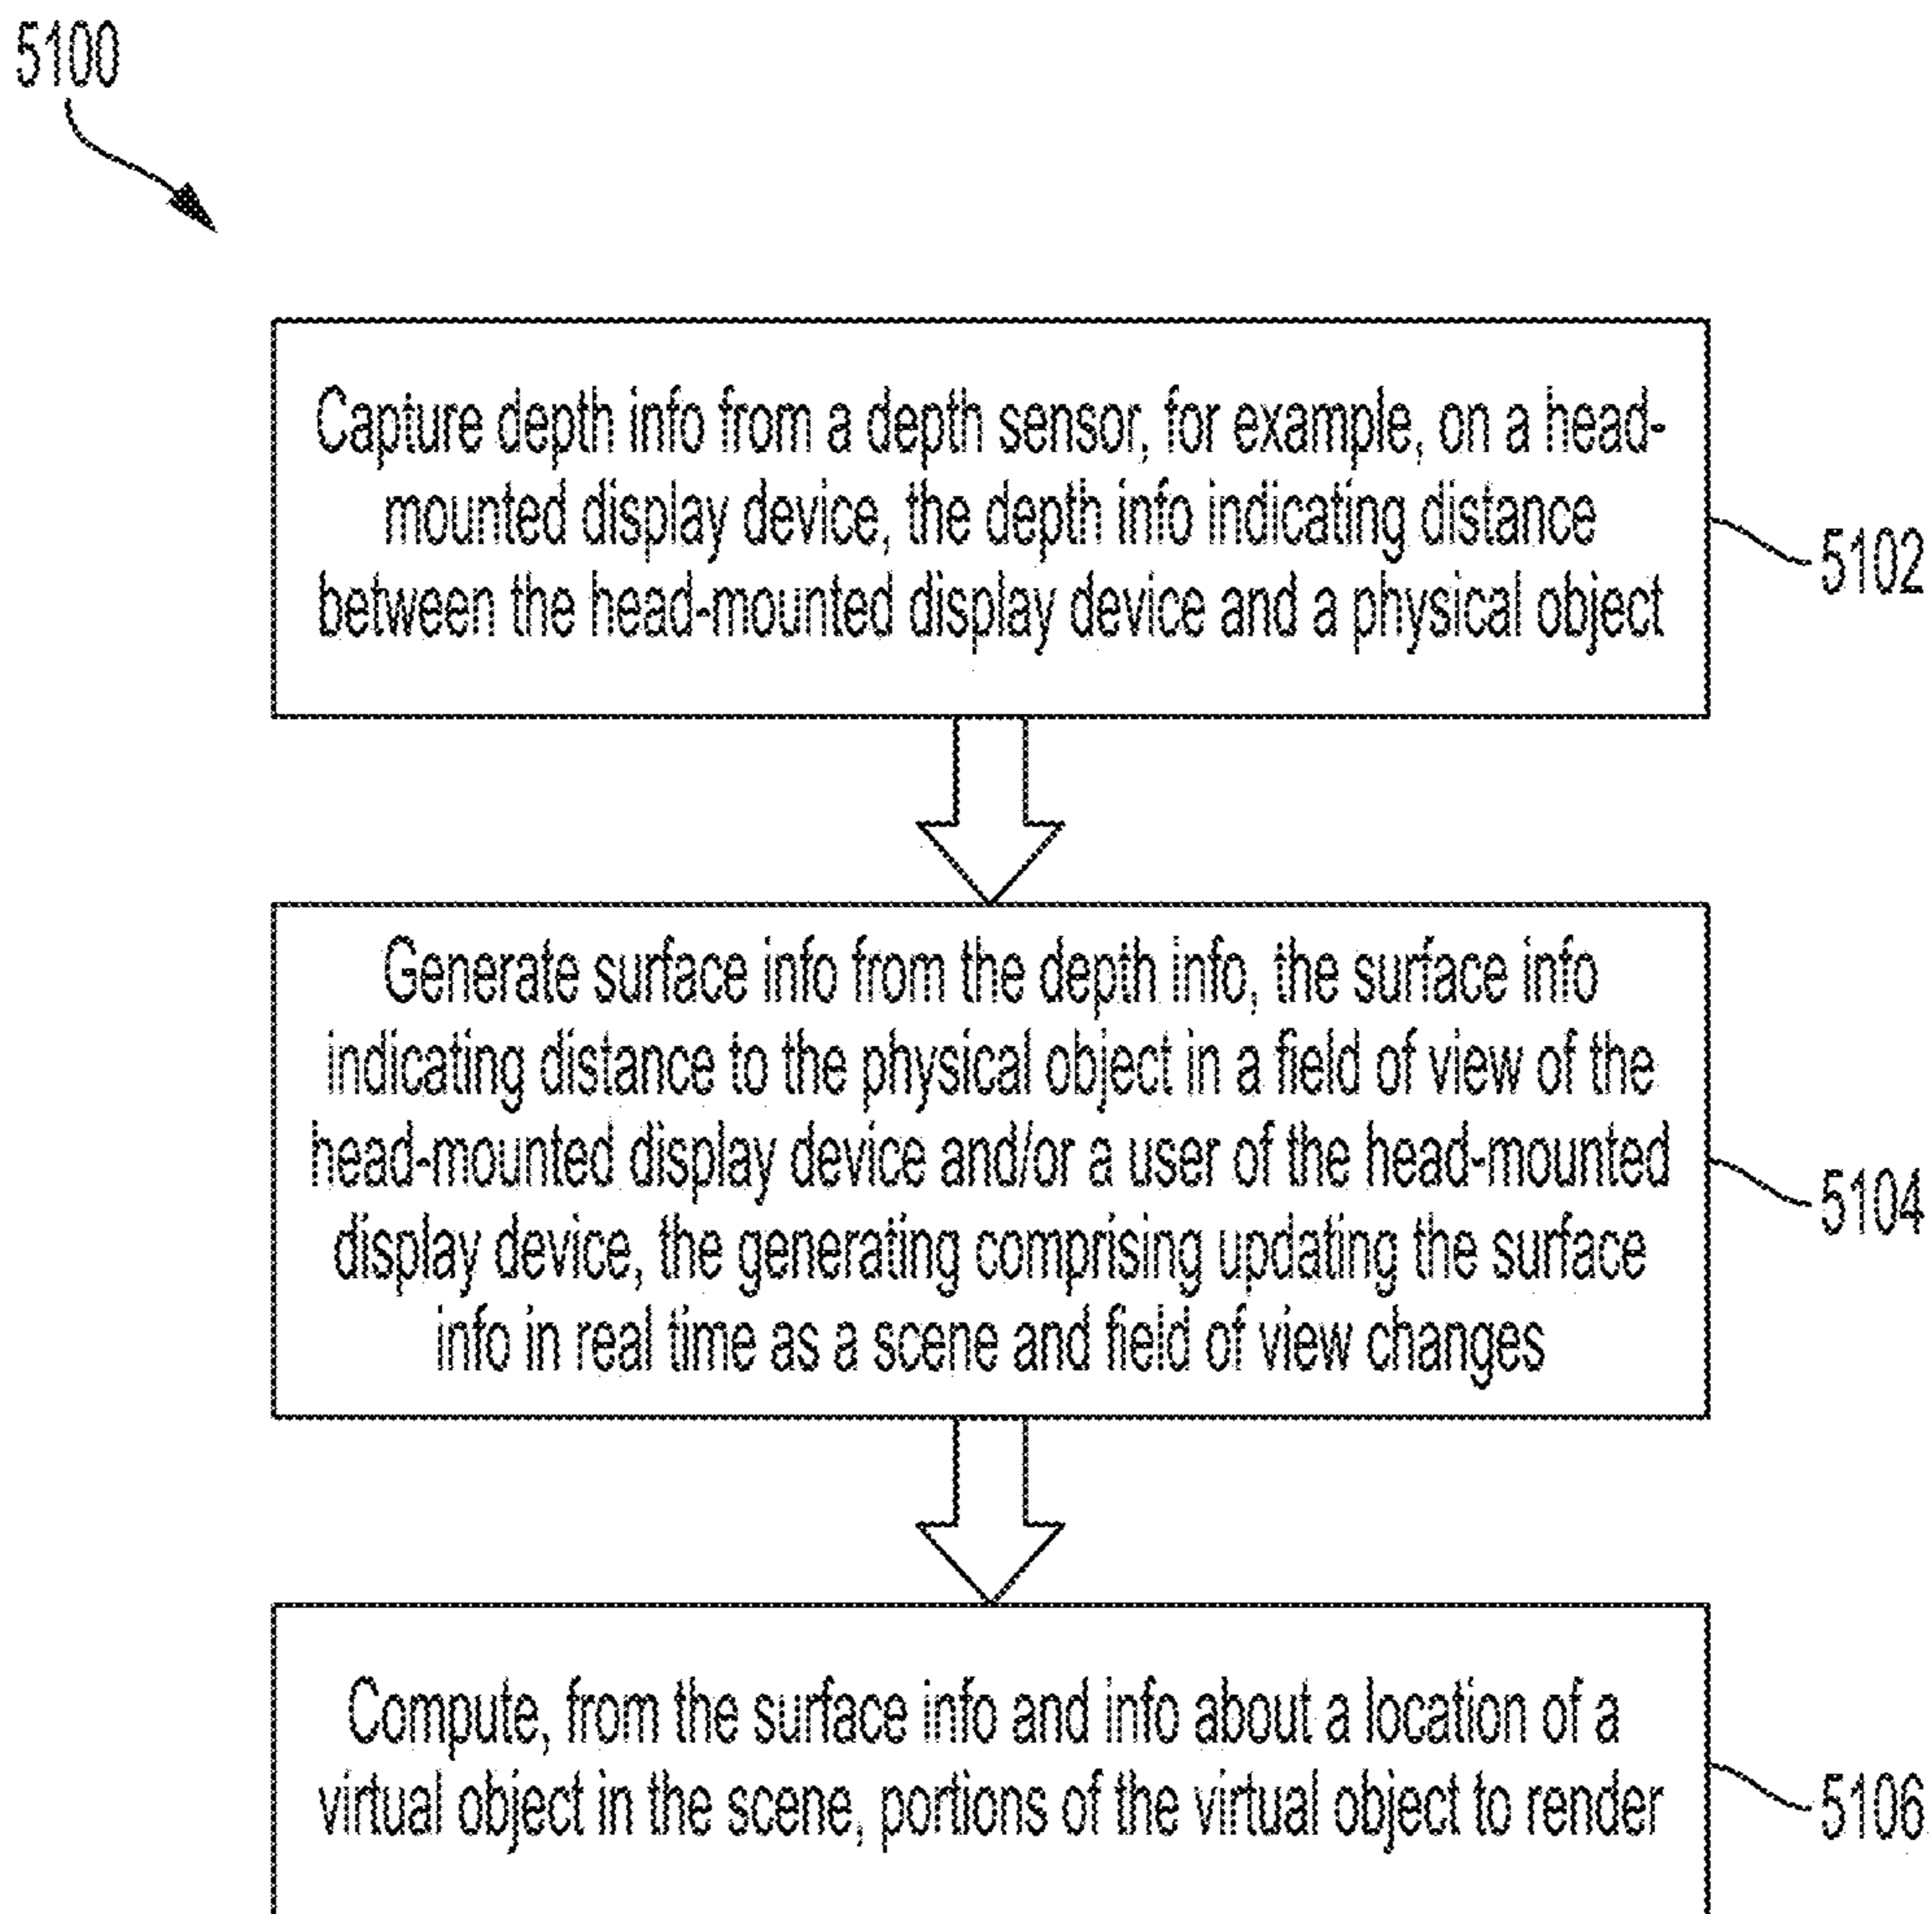 5100
Capture depth info from a depth sensor, for example, on a head-
mounted display device, the depth info indicating distance
between the head-mounted display device and a physical object
5102
Generate surface info from the depth info, the surface info
indicating distance to the physical object in a field of view of the
head-mounted display device and/or a user of the head-mounted
display device, the generating comprising updating the surface
info in real time as a scene and field of view changes
5104
Compute, from the surface info and info about a location of a
virtual object in the scene, portions of the virtual object to render
5106